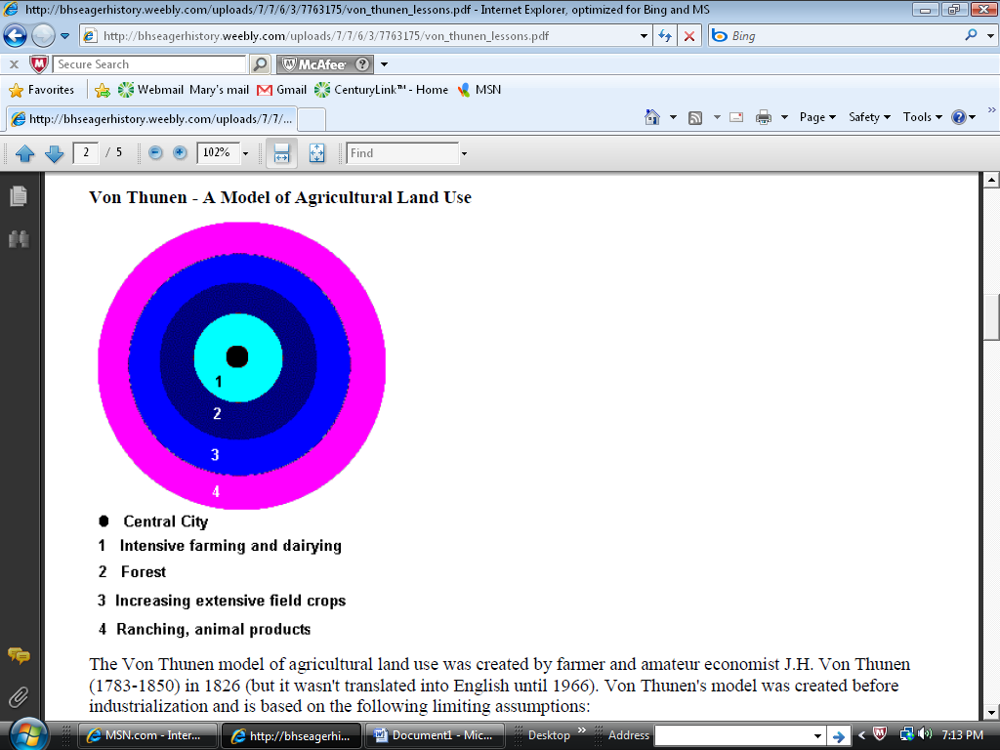 http://bhseagerhistory.weebly.com/uploads/7/7/6/3/7763175/von_thunen_lessons.pdf - Internet Explorer, optimized for Bing and MS
http://bhseagerhistory.weebly.com/uploads/7/7/6/3/7763175/von_thunen_lessons.pdf Bing
x Secure Search McAfee
Favorites Webmail Mary's mail Gmail CenturyLink™ - Home MSN
http://bhseagerhistory.weebly.com/uploads/7/7/... Page Safety Tools »
2 / 5 102% Find
Von Thunen - A Model of Agricultural Land Use
1
2
3
4
Central City
1 Intensive farming and dairying
2 Forest
3 Increasing extensive field crops
4 Ranching, animal products
The Von Thunen model of agricultural land use was created by farmer and amateur economist J.H. Von Thunen
(1783-1850) in 1826 (but it wasn't translated into English until 1966). Von Thunen's model was created before
industrialization and is based on the following limiting assumptions:
MSN.com - Inter... http://bhseagerhi... Document1 - Mic... Desktop » Address < 7:13 PM